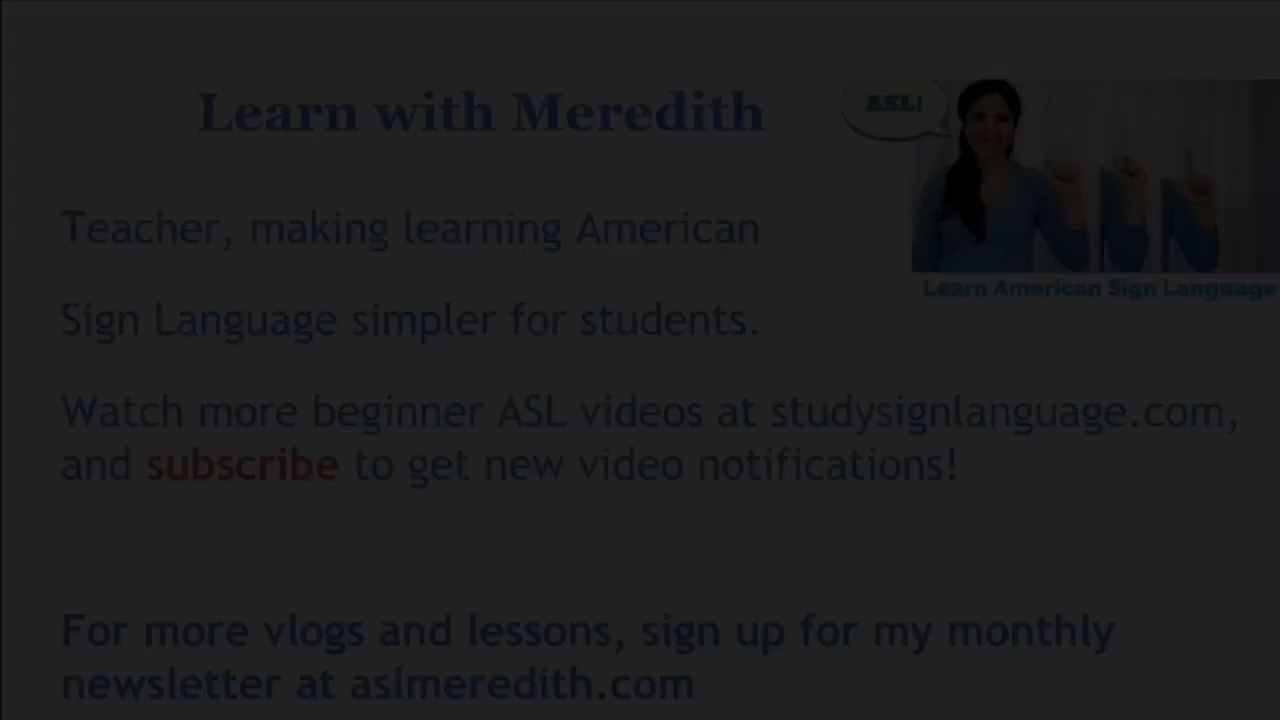 Learn with Meredith
ASL!
Teacher, making learning American
Learn American Sign Language
Sign Language simpler for students.
Watch more beginner ASL videos at studysignlanguage.com,
and subscribe to get new video notifications!
For more vlogs and lessons, sign up for my monthly
newsletter at aslmeredith.com